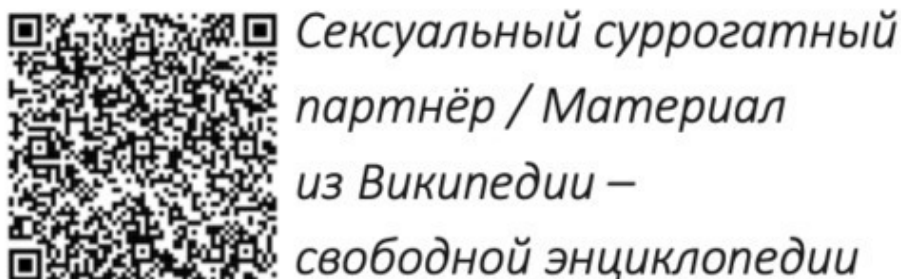 Сексуальный суррогатный
партнёр / Материал
из Википедии –
свободной энциклопедии